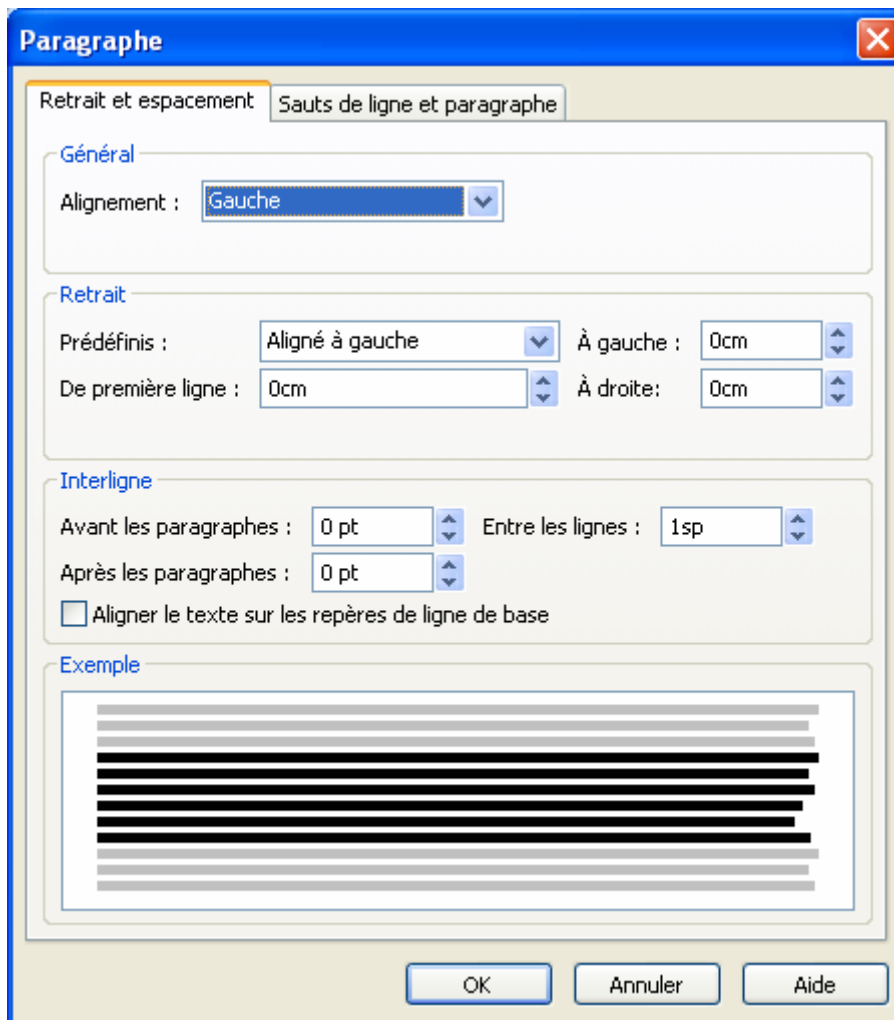 Paragraphe
Retrait et espacement Sauts de ligne et paragraphe
Général
Alignement : Gauche
Retrait
Prédéfinis : Aligné à gauche À gauche : 0cm
De première ligne : 0cm À droite: 0cm
Interligne
Avant les paragraphes : 0 pt Entre les lignes : 1sp
Après les paragraphes : 0 pt
Aligner le texte sur les repères de ligne de base
Exemple
OK Annuler Aide